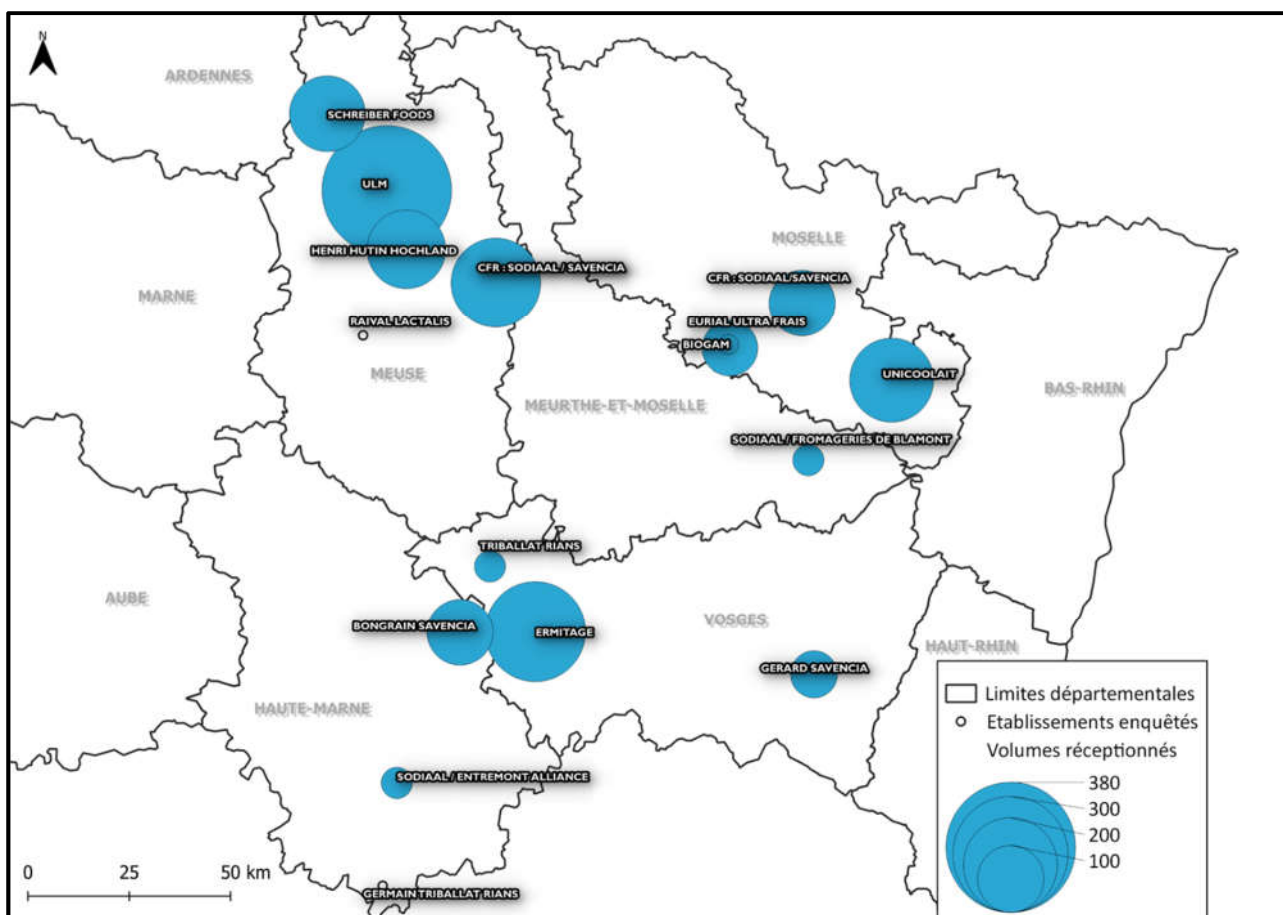 N
ARDENNES
SCHREIBER FOODS
ULM
MOSELLE
HENRI HUTIN HOCHLAND
CFR : SODIAAL / SAVENCIA
CFR : SODIAAL/SAVENCIA
MARNE
RAIVAL LACTALIS
EURIAL ULTRA FRAIS
BIOGAM
MEUSE
UNICOOLAIT
BAS-RHIN
MEURTHE-ET-MOSELLE
SODIAAL / FROMAGERIES DE BLAMONT
TRIBALLAT RIANS
AUBE
BONGRAIN SAVENCIA
ERMITAGE
VOSGES
HAUT-RHIN
GERARD SAVENCIA
HAUTE-MARNE
SODIAAL / ENTREMONT ALLIANCE
GERMAIN TRIBALLAT RIANS
0 25 50 km
Limites départementales
Etablissements enquêtés
Volumes réceptionnés
380
300
200
100